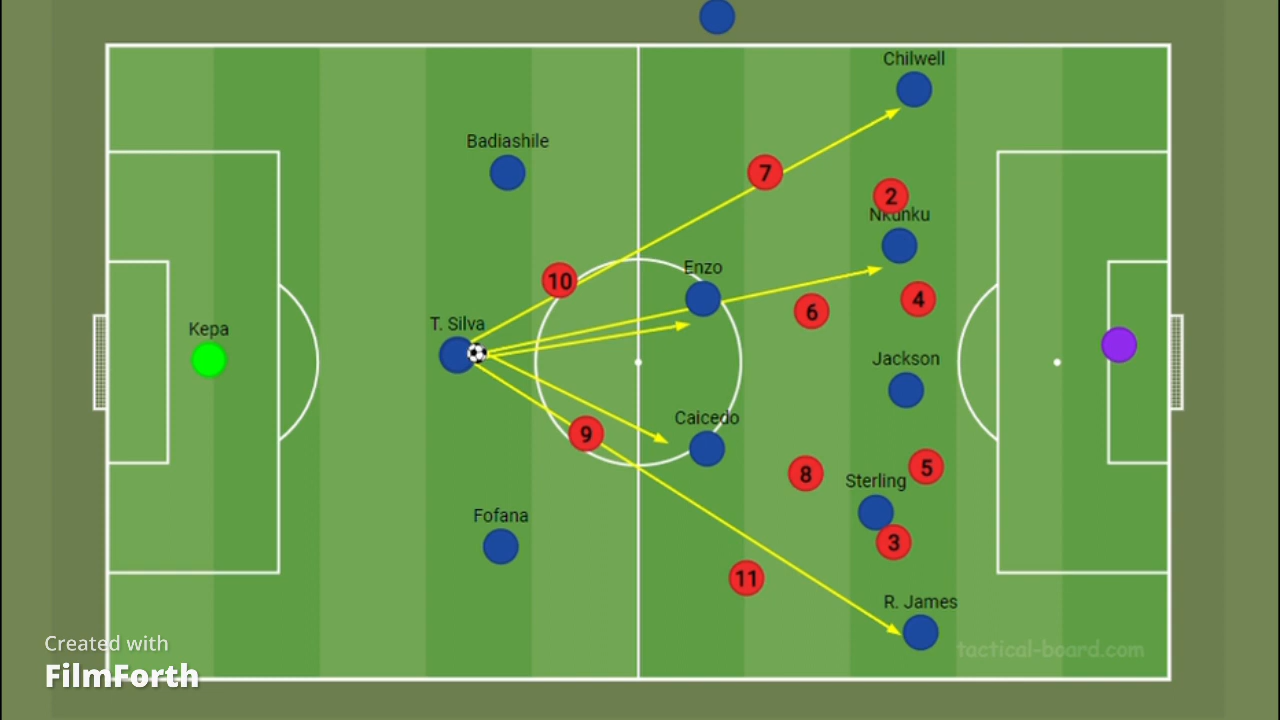 Chilwell
Badiashile
7
2
Nkunku
Enzo
10
4
6
T. Silva
Kepa
Jackson
Caicedo
9
5
8
Sterling
Fofana
3
11
R. James
Created with
FilmForth
tactical-board.com